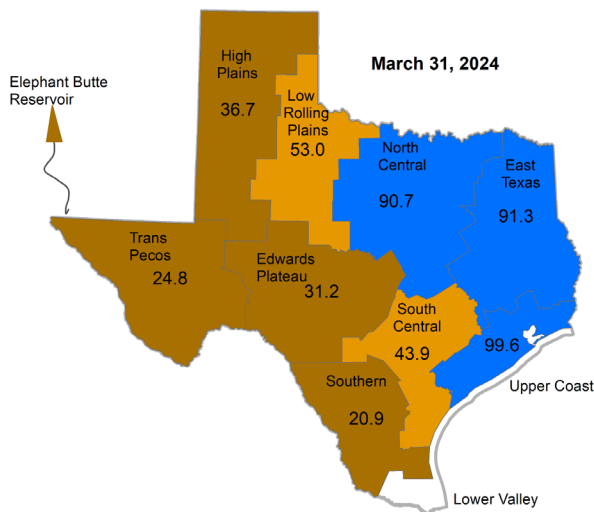 March 31, 2024
High
Plains
36.7
Elephant Butte
Reservoir
Low
Rolling
Plains
53.0
North
Central
90.7
East
Texas
91.3
Trans
Pecos
24.8
Edwards
Plateau
31.2
South
Central
43.9
99.6
Upper Coast
Southern
20.9
Lower Valley